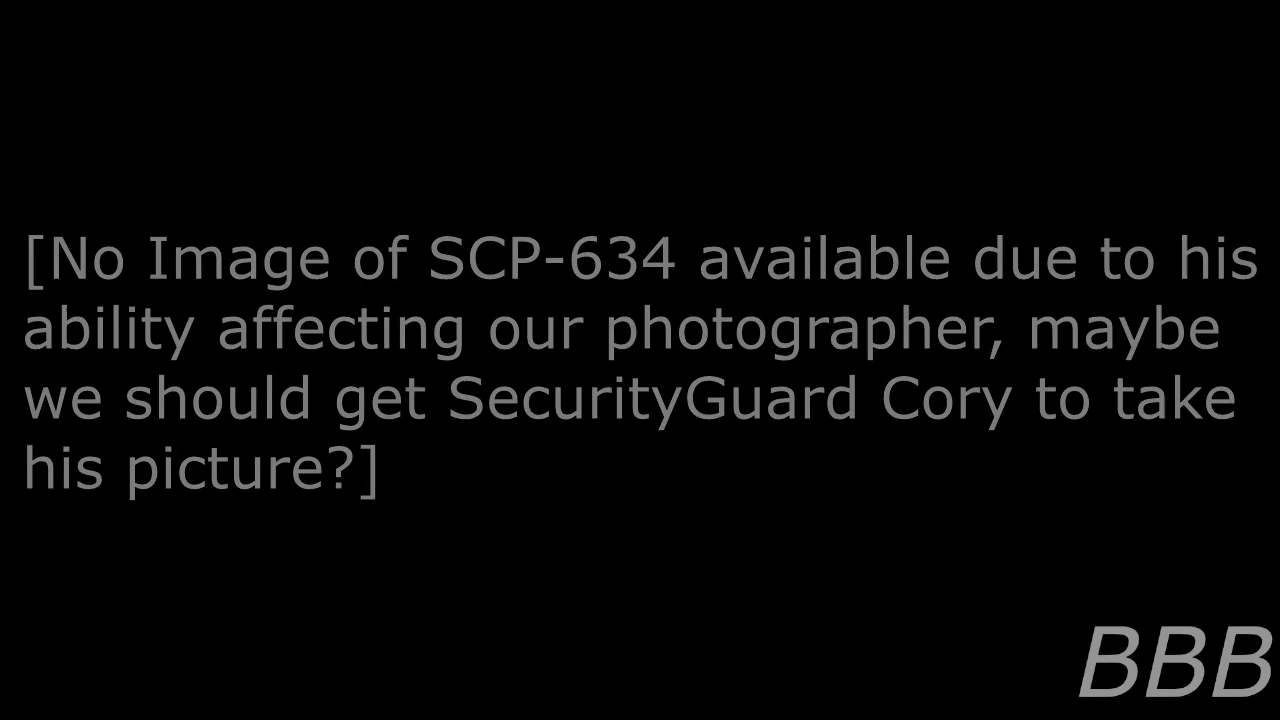 [No Image of SCP-634 available due to his
ability affecting our photographer, maybe
we should get SecurityGuard Cory to take
his picture?]
BBB